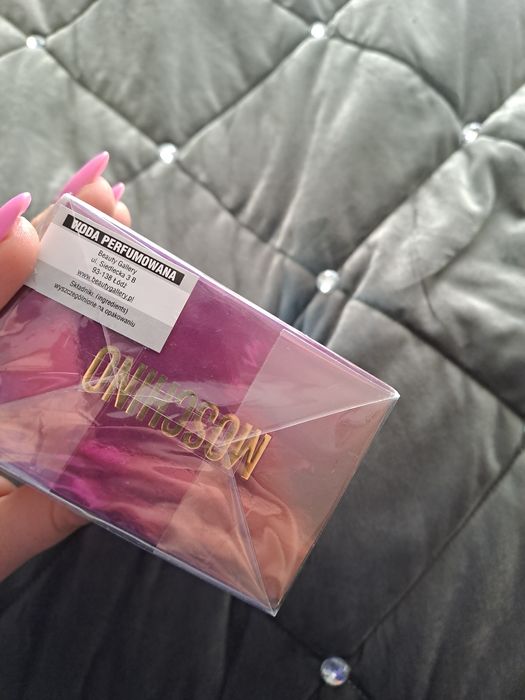 WODA PERFUMOWANA
Beauty Gallery
ul. Siedlecka 3 B
93-138 Łódź
www.beautygallery.pl
Składniki (ingredients)
wyszczególnione na opakowaniu
MOSCHINO